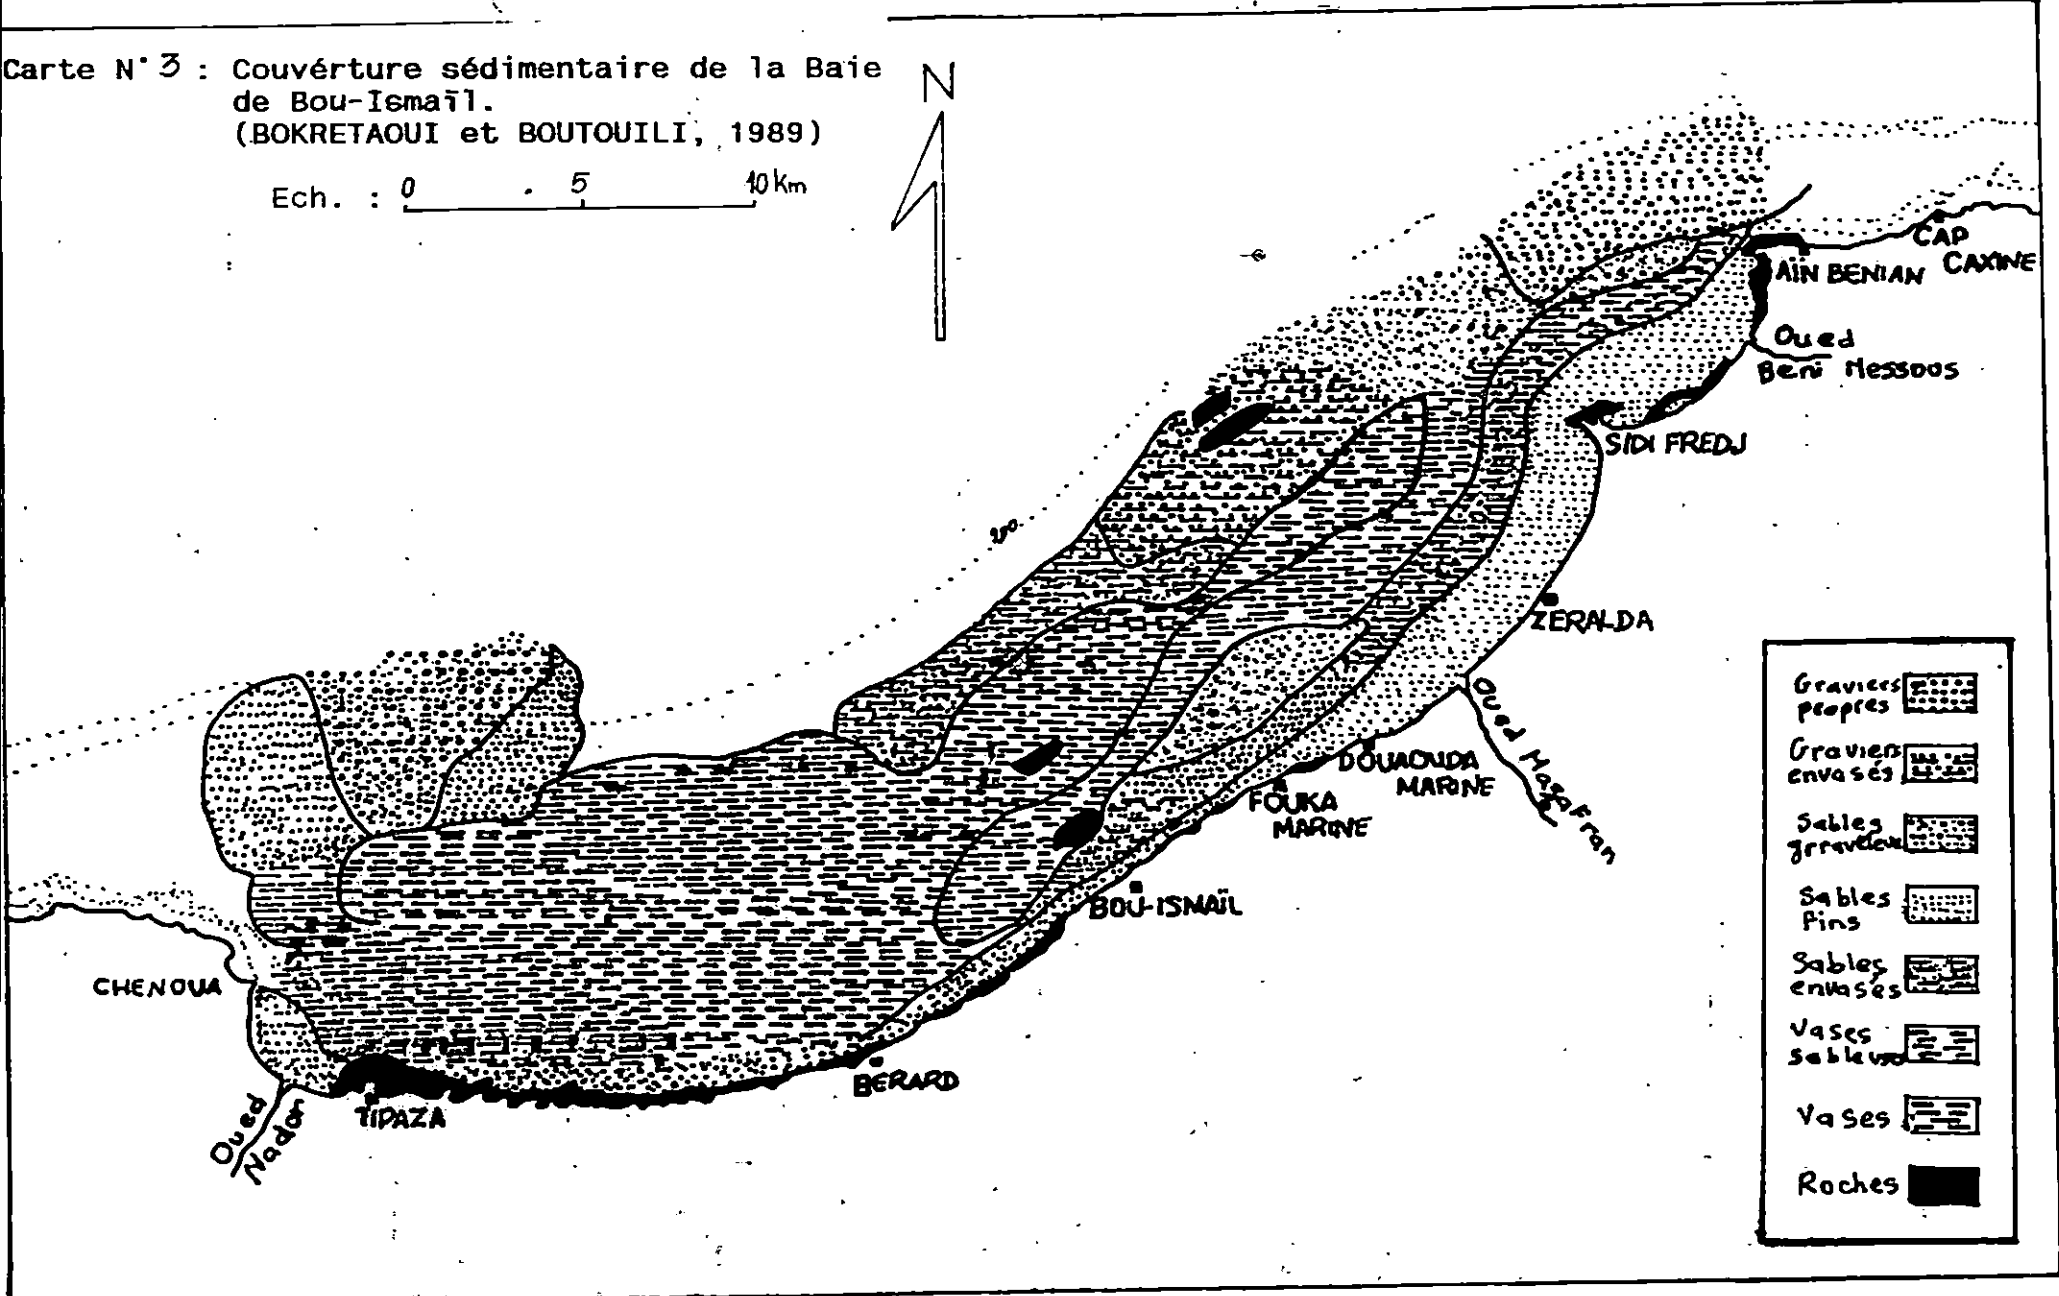 Carte N° 3 : Couvérture sédimentaire de la Baie
de Bou-Ismaïl.
(BOKRETAOUI et BOUTOUILI, 1989)
Ech. : 0 5 10 Km
N
CAP
CAXINE
AIN BENIAN
Oued
Beni Messoos
SIDI FREDJ
ZERALDA
Oued Mazafran
DOUAOUDA
MARINE
FOUKA
MARINE
BOU-ISMAÏL
BERARD
TIPAZA
CHENOUA
Oued
Nador
Graviers
propres
Graviers
envasés
Sables
graveleux
Sables
fins
Sables
envasés
Vases
sableuses
Vases
Roches